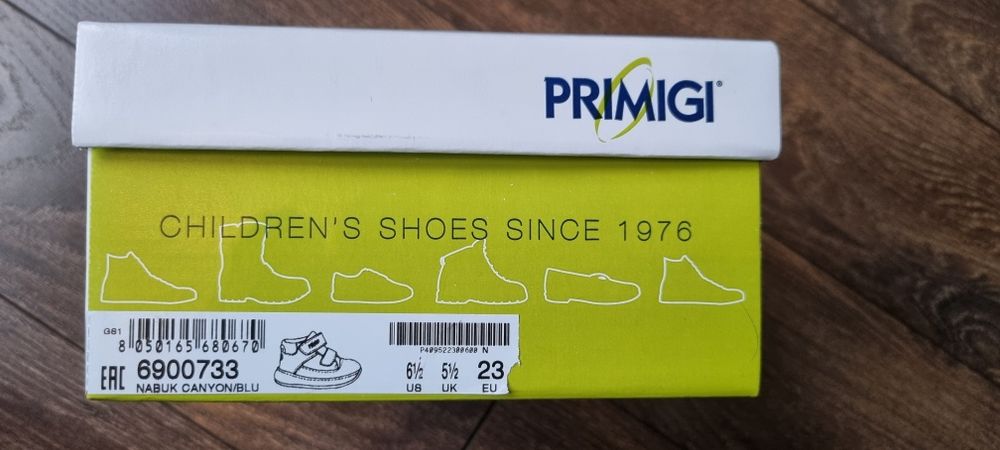 PRIMIGI®
CHILDREN'S SHOES SINCE 1976
G81
8 050165 680670
P409522300600 N
EAC 6900733
NABUK CANYON/BLU
6½ 5½ 23
US UK EU